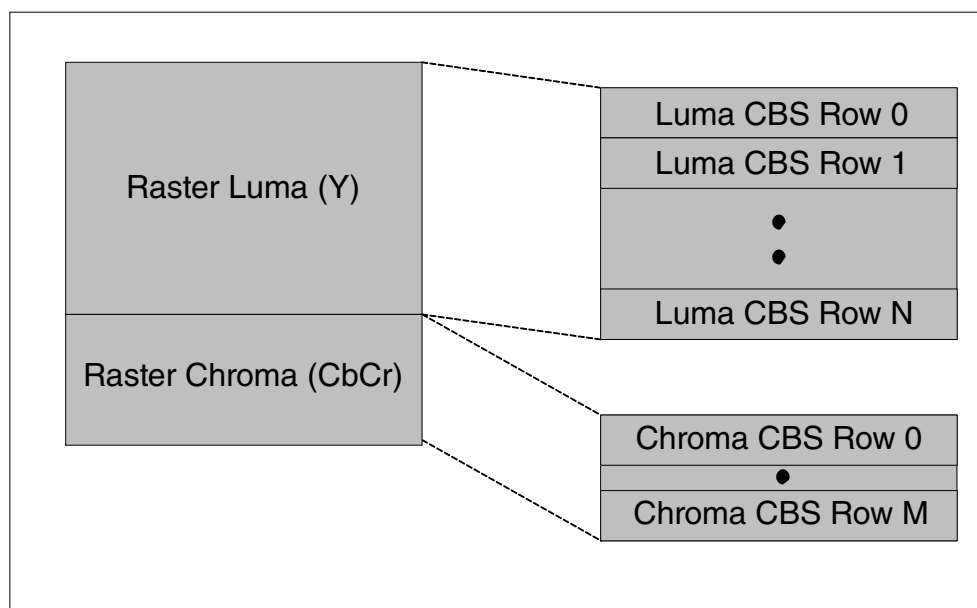 Raster Luma (Y)
Raster Chroma (CbCr)
Luma CBS Row 0
Luma CBS Row 1
Luma CBS Row N
Chroma CBS Row 0
Chroma CBS Row M